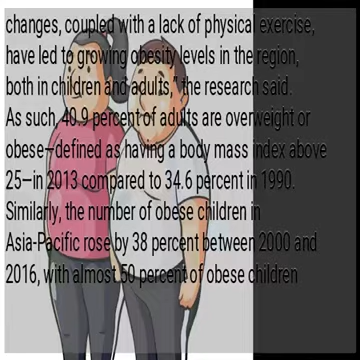 changes, coupled with a lack of physical exercise,
have led to growing obesity levels in the region,
both in children and adults,” the research said.
As such, 40.9 percent of adults are overweight or
obese—defined as having a body mass index above
25—in 2013 compared to 34.6 percent in 1990.
Similarly, the number of obese children in
Asia-Pacific rose by 38 percent between 2000 and
2016, with almost 50 percent of obese children